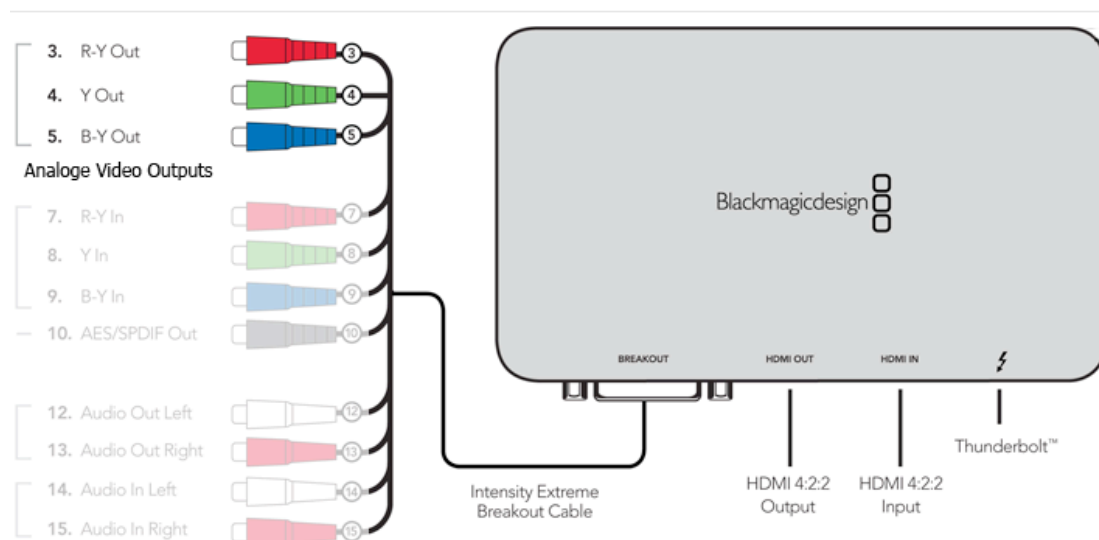 3. R-Y Out
3
4. Y Out
4
5. B-Y Out
5
Analoge Video Outputs
7. R-Y In
7
8. Y In
8
9. B-Y In
9
10. AES/SPDIF Out
10
12. Audio Out Left
12
13. Audio Out Right
13
14. Audio In Left
14
15. Audio In Right
15
Intensity Extreme
Breakout Cable
Blackmagicdesign
BREAKOUT
HDMI OUT
HDMI IN
HDMI 4:2:2
Output
HDMI 4:2:2
Input
Thunderbolt™